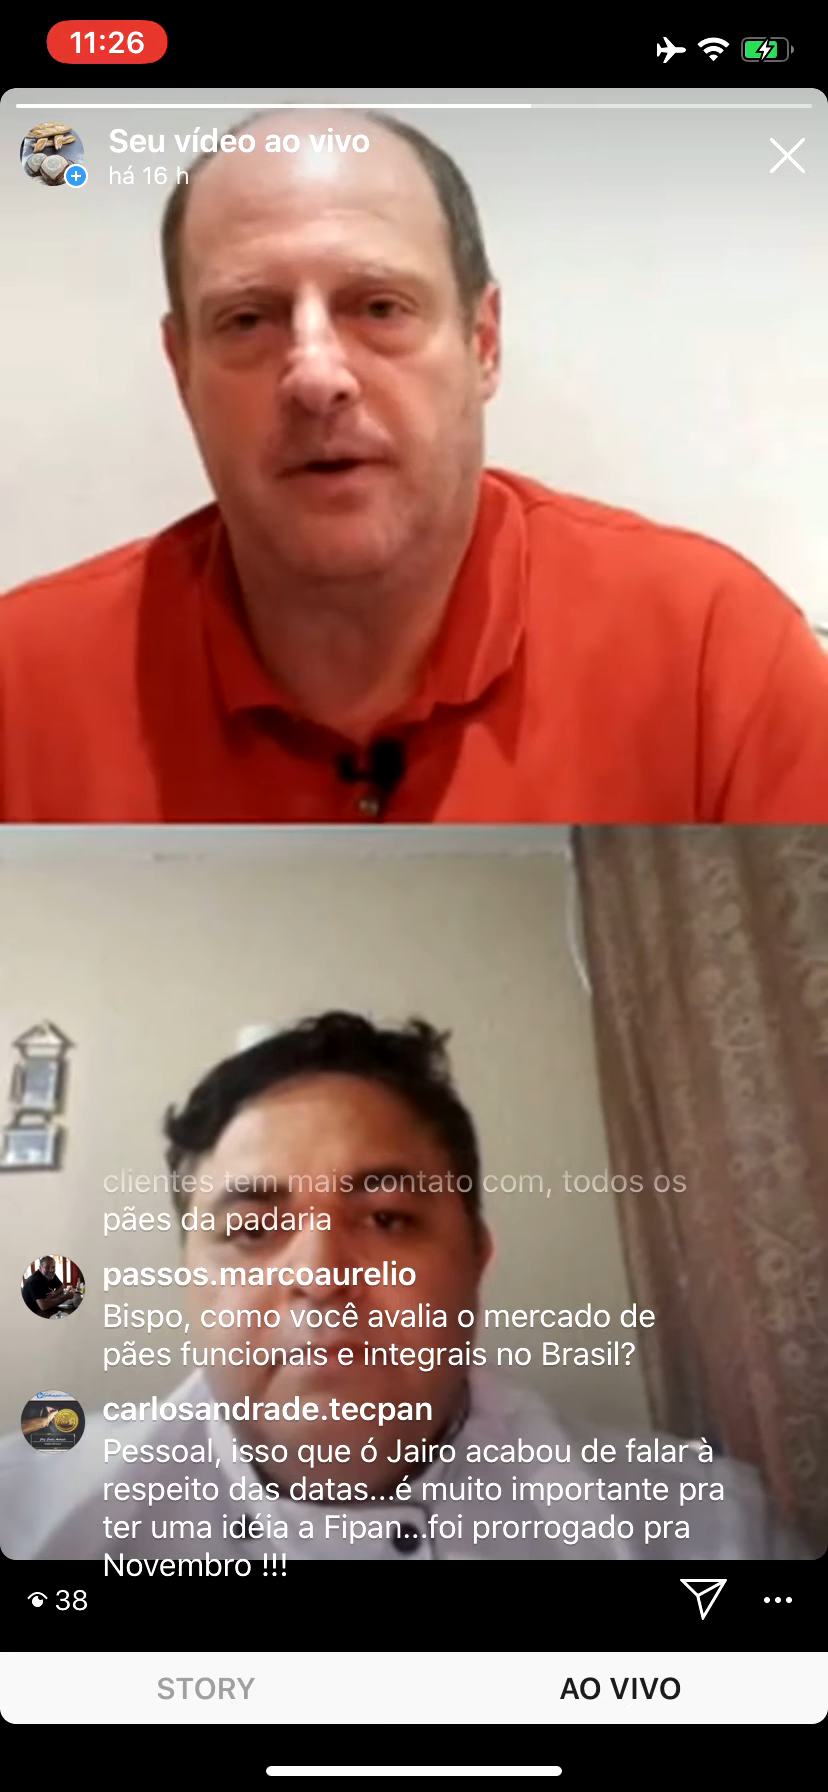 11:26
Seu vídeo ao vivo
há 16 h
clientes tem mais contato com, todos os
pães da padaria
passos.marcoaurelio
Bispo, como você avalia o mercado de
pães funcionais e integrais no Brasil?
carlosandrade.tecpan
Pessoal, isso que ó Jairo acabou de falar à
respeito das datas...é muito importante pra
ter uma idéia a Fipan...foi prorrogado pra
Novembro !!!
38
STORY
AO VIVO